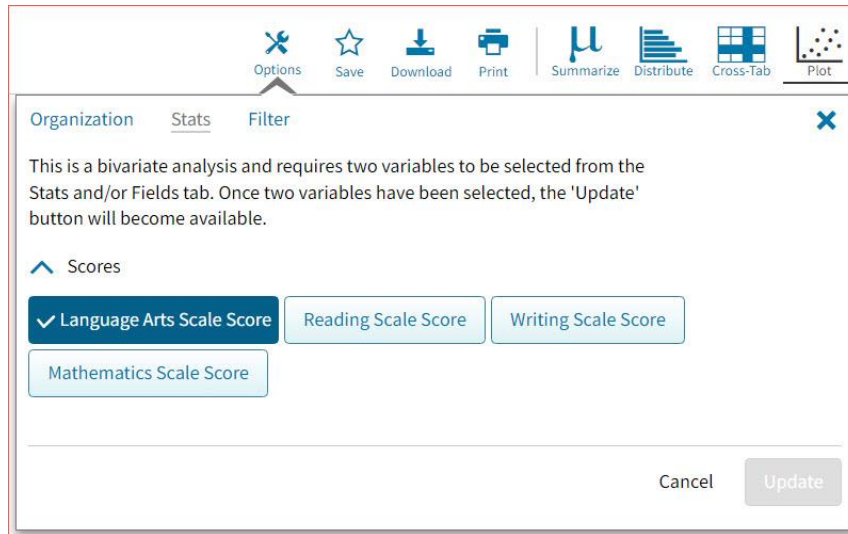 Options Save Download Print Summarize Distribute Cross-Tab Plot
Organization Stats Filter
This is a bivariate analysis and requires two variables to be selected from the
Stats and/or Fields tab. Once two variables have been selected, the 'Update'
button will become available.
Scores
Language Arts Scale Score Reading Scale Score Writing Scale Score
Mathematics Scale Score
Cancel Update